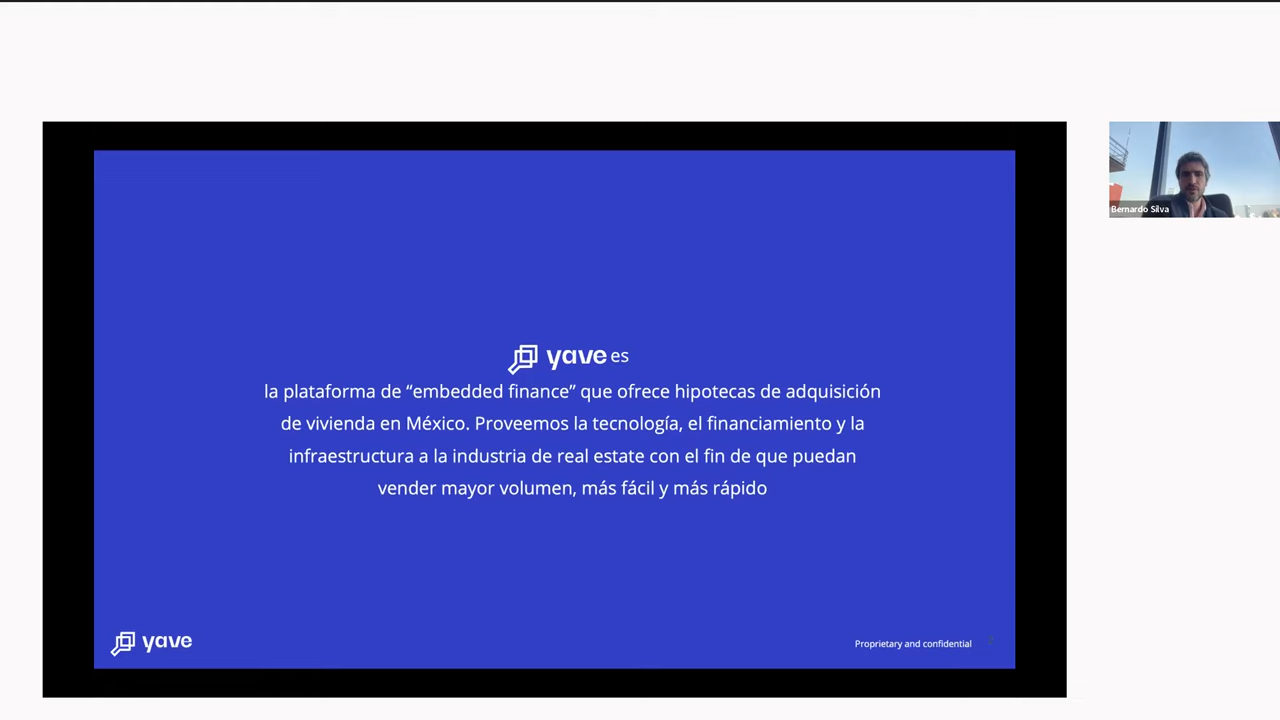 yave es
la plataforma de “embedded finance” que ofrece hipotecas de adquisición
de vivienda en México. Proveemos la tecnología, el financiamiento y la
infraestructura a la industria de real estate con el fin de que puedan
vender mayor volumen, más fácil y más rápido
yave
Proprietary and confidential
Bernardo Silva